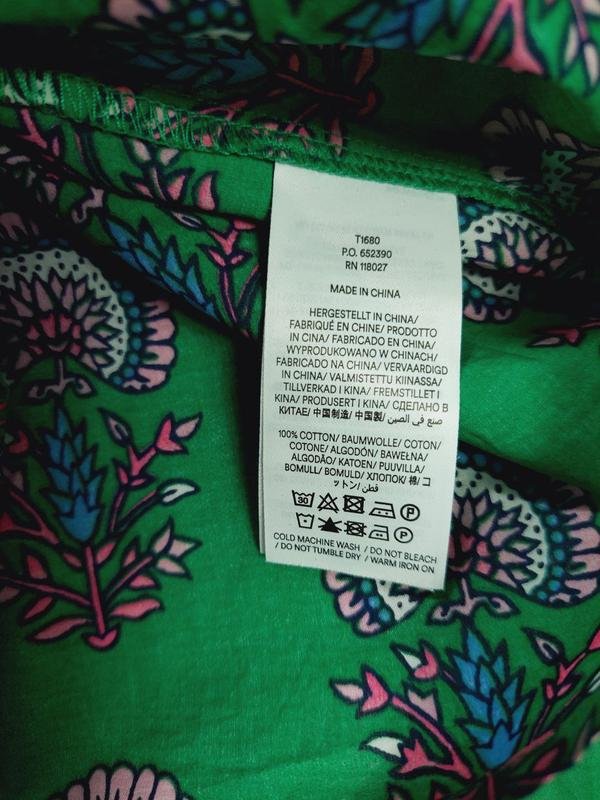 T1680
P.O. 652390
RN 118027
MADE IN CHINA
HERGESTELLT IN CHINA/
FABRIQUÉ EN CHINE/ PRODOTTO
IN CINA/ FABRICADO EN CHINA/
WYPRODUKOWANO W CHINACH/
FABRICADO NA CHINA/ VERVAARDIGD
IN CHINA/ VALMISTETTU KIINASSA/
TILLVERKAD I KINA/ FREMSTILLET I
KINA/ PRODUSERT I KINA/ СДЕЛАНО В
КИТАЕ/ 中国制造/ 中国製/ صنع في الصين
100% COTTON/ BAUMWOLLE/ COTON/
COTONE/ ALGODÓN/ BAWEŁNA/
ALGODÃO/ KATOEN/ PUUVILLA/
BOMULL/ BOMULD/ ХЛОПОК/ 棉/ コ
ットン/ قطن
30 P
P
COLD MACHINE WASH / DO NOT BLEACH
/ DO NOT TUMBLE DRY / WARM IRON ON